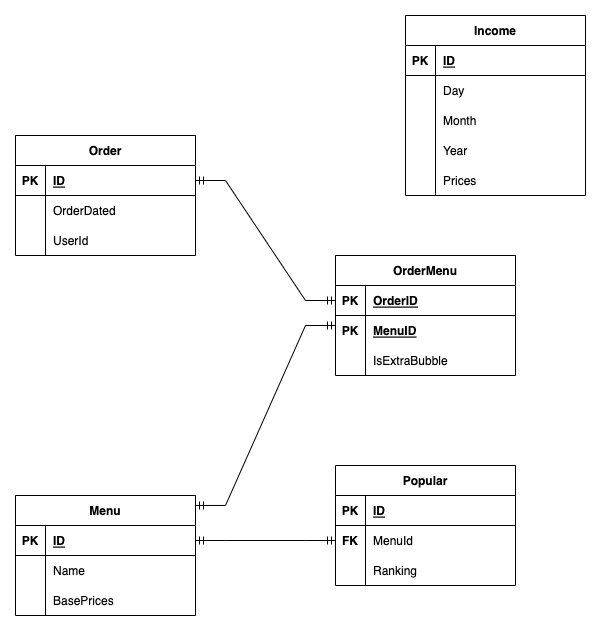 Income
PK ID
Day
Month
Year
Prices
Order
PK ID
OrderDated
UserId
OrderMenu
PK OrderID
PK MenuID
IsExtraBubble
Menu
PK ID
Name
BasePrices
Popular
PK ID
FK MenuId
Ranking